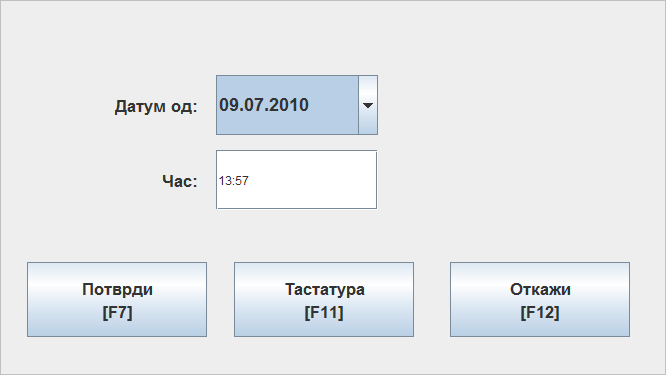 Датум од: 09.07.2010
Час: 13:57
Потврди Тастатура Откажи
[F7] [F11] [F12]